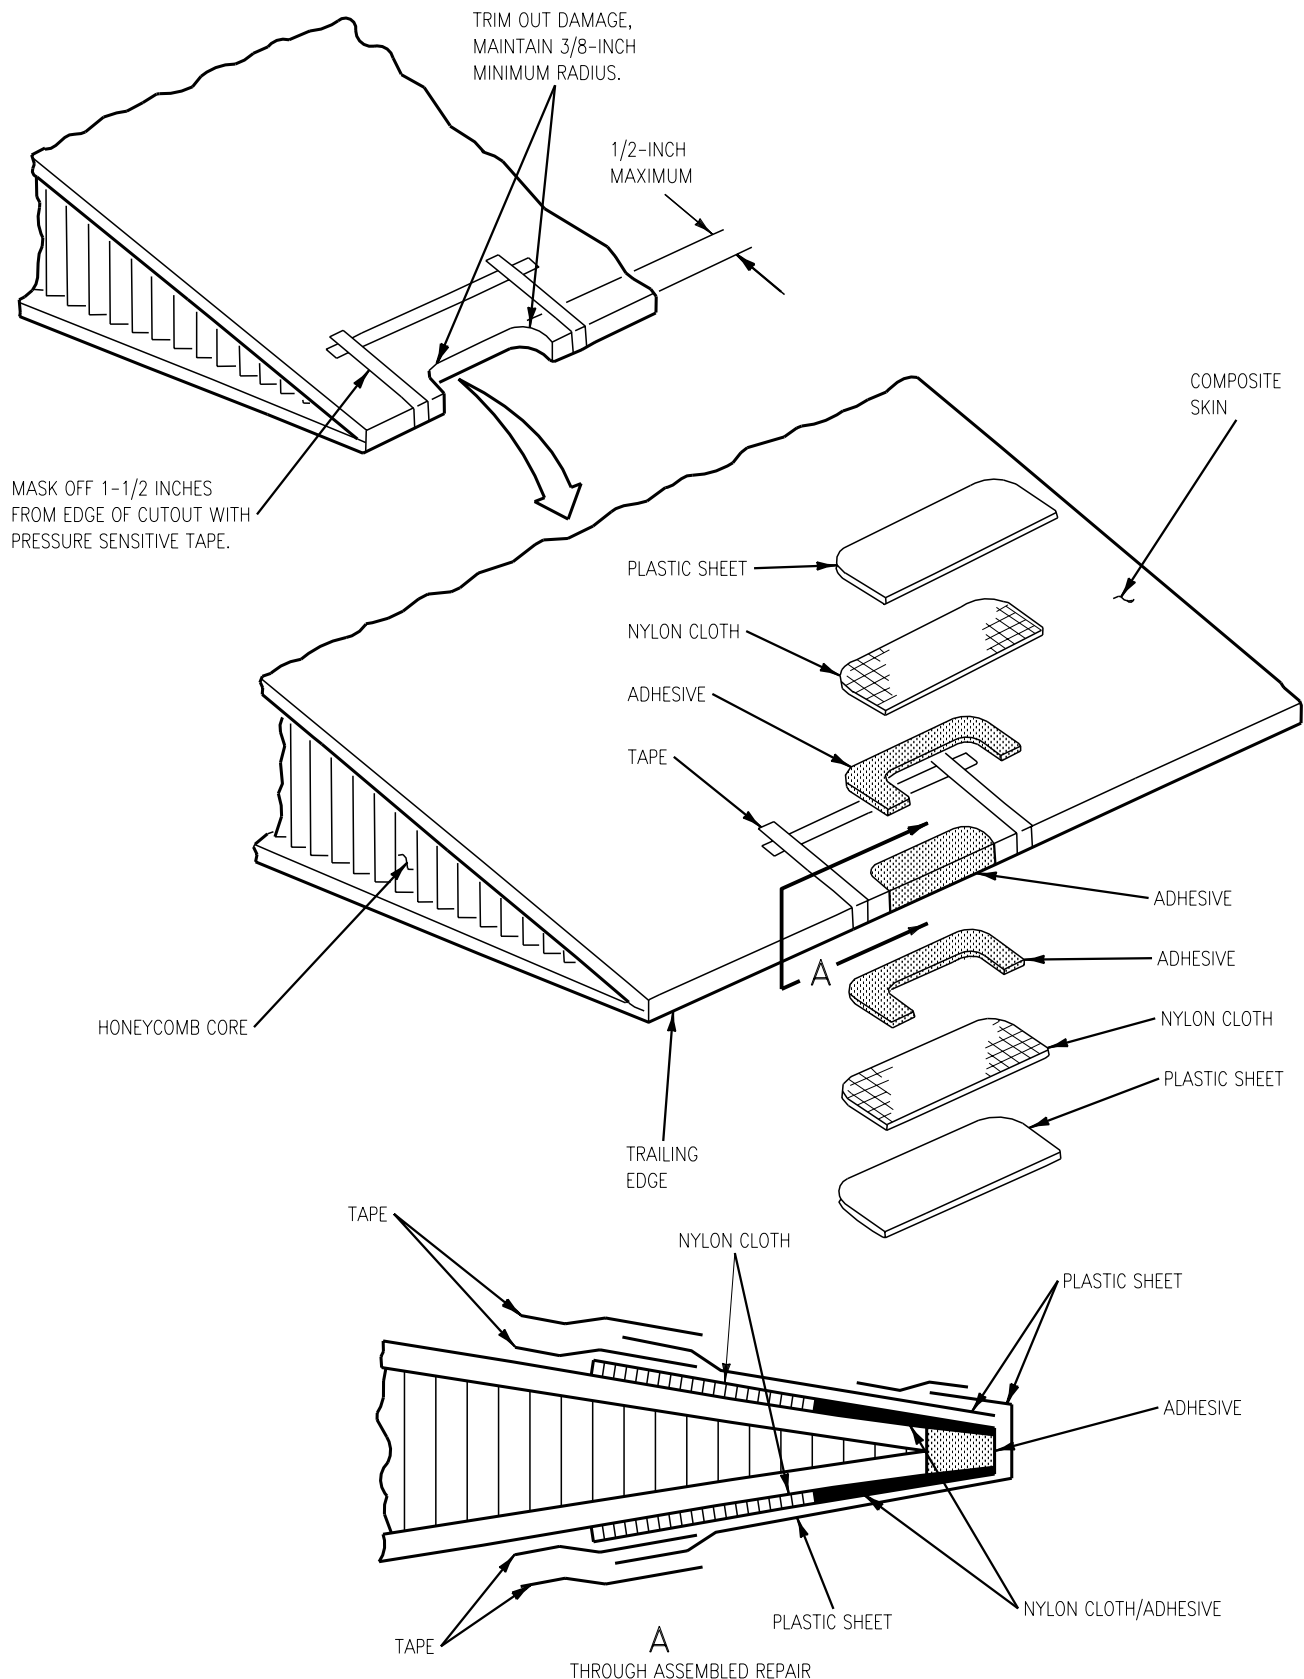 TRIM OUT DAMAGE,
MAINTAIN 3/8-INCH
MINIMUM RADIUS.
1/2-INCH
MAXIMUM
COMPOSITE
SKIN
MASK OFF 1-1/2 INCHES
FROM EDGE OF CUTOUT WITH
PRESSURE SENSITIVE TAPE.
PLASTIC SHEET
NYLON CLOTH
ADHESIVE
TAPE
ADHESIVE
ADHESIVE
A
NYLON CLOTH
HONEYCOMB CORE
PLASTIC SHEET
TRAILING
EDGE
TAPE
NYLON CLOTH
PLASTIC SHEET
ADHESIVE
NYLON CLOTH/ADHESIVE
PLASTIC SHEET
TAPE
A
THROUGH ASSEMBLED REPAIR